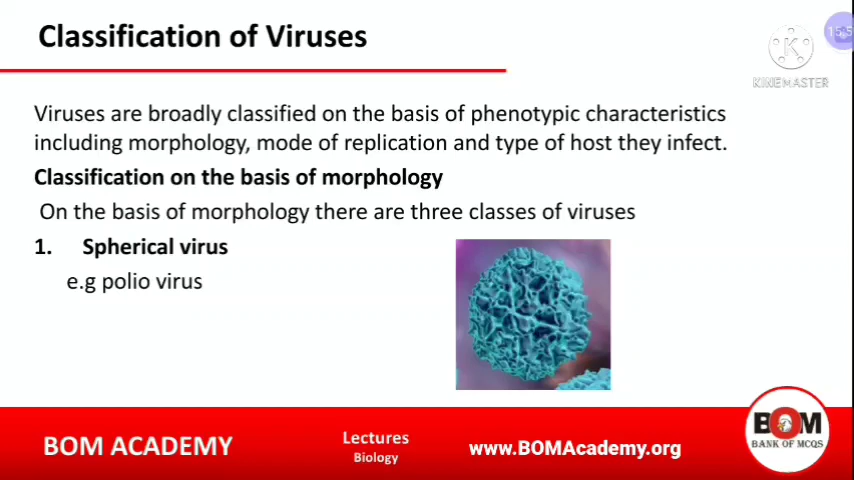 Classification of Viruses
15.5
KINEMASTER
Viruses are broadly classified on the basis of phenotypic characteristics
including morphology, mode of replication and type of host they infect.
Classification on the basis of morphology
On the basis of morphology there are three classes of viruses
1. Spherical virus
e.g polio virus
BOM ACADEMY
Lectures
Biology
www.BOMAcademy.org
BOM
BANK OF MCQS